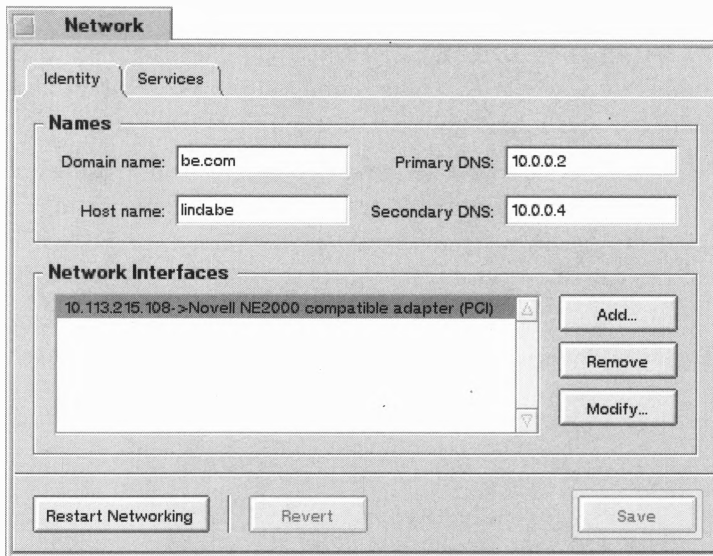 Network
Identity
Services
Names
Domain name: be.com
Primary DNS: 10.0.0.2
Host name: lindabe
Secondary DNS: 10.0.0.4
Network Interfaces
10.113.215.108->Novell NE2000 compatible adapter (PCI)
Add...
Remove
Modify...
Restart Networking
Revert
Save